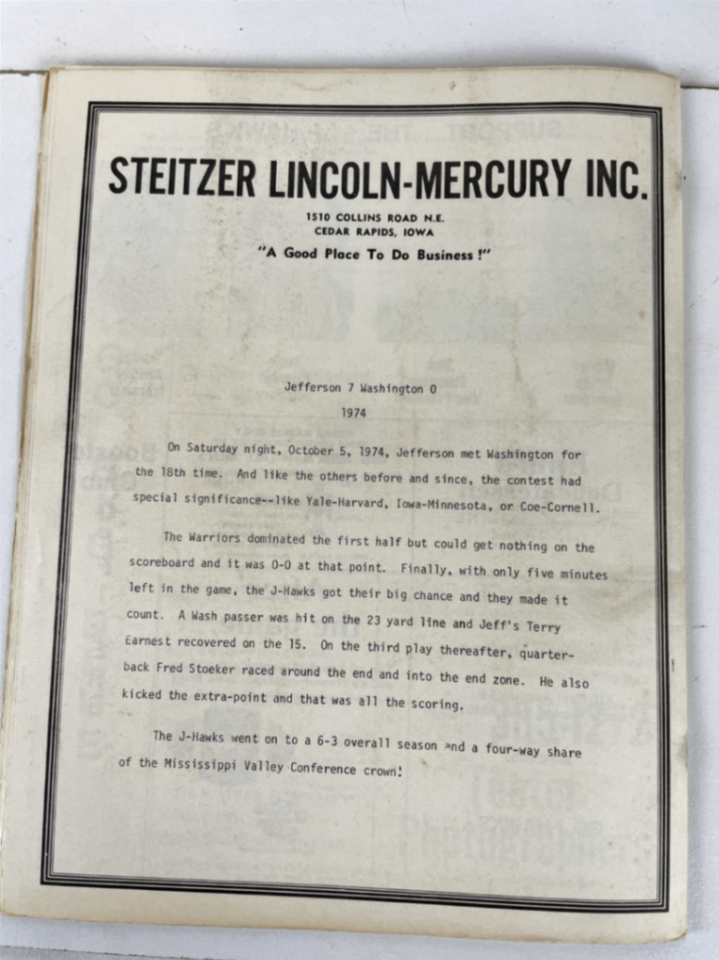 STEITZER LINCOLN-MERCURY INC.
1510 COLLINS ROAD N.E.
CEDAR RAPIDS, IOWA
"A Good Place To Do Business !"
Jefferson 7 Washington 0
1974
On Saturday night, October 5, 1974, Jefferson met Washington for
the 18th time. And like the others before and since, the contest had
special significance--like Yale-Harvard, Iowa-Minnesota, or Coe-Cornell.
The Warriors dominated the first half but could get nothing on the
scoreboard and it was 0-0 at that point. Finally, with only five minutes
left in the game, the J-Hawks got their big chance and they made it
count. A Wash passer was hit on the 23 yard line and Jeff's Terry
Earnest recovered on the 15. On the third play thereafter, quarter-
back Fred Stoeker raced around the end and into the end zone. He also
kicked the extra-point and that was all the scoring.
The J-Hawks went on to a 6-3 overall season and a four-way share
of the Mississippi Valley Conference crown!